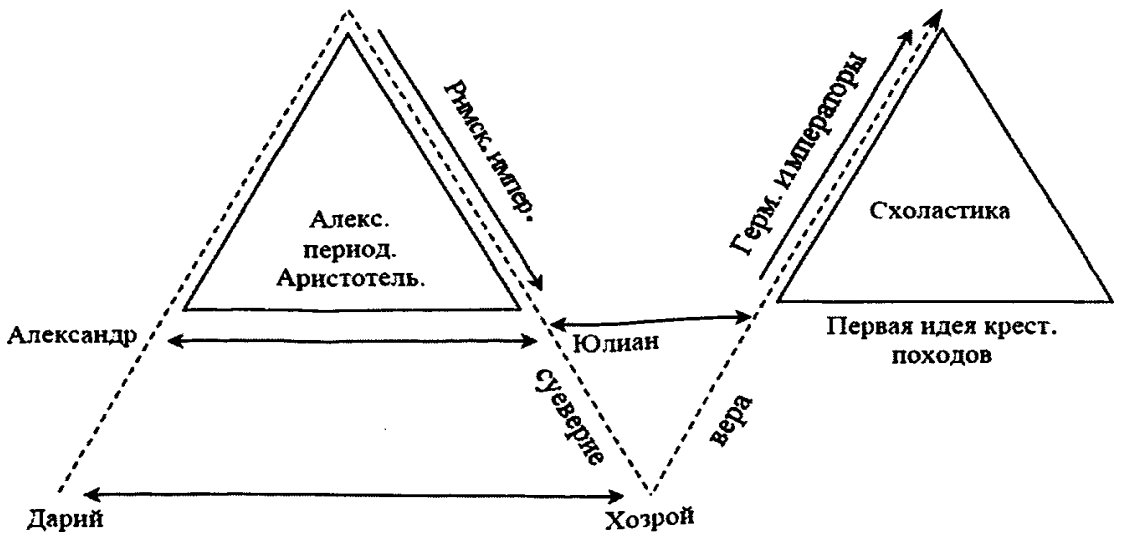 Римск. импер.
Герм. императоры
Алекс.
период.
Аристотель.
Схоластика
Александр
Юлиан
Первая идея крест.
походов
суеверие
вера
Дарий
Хозрой